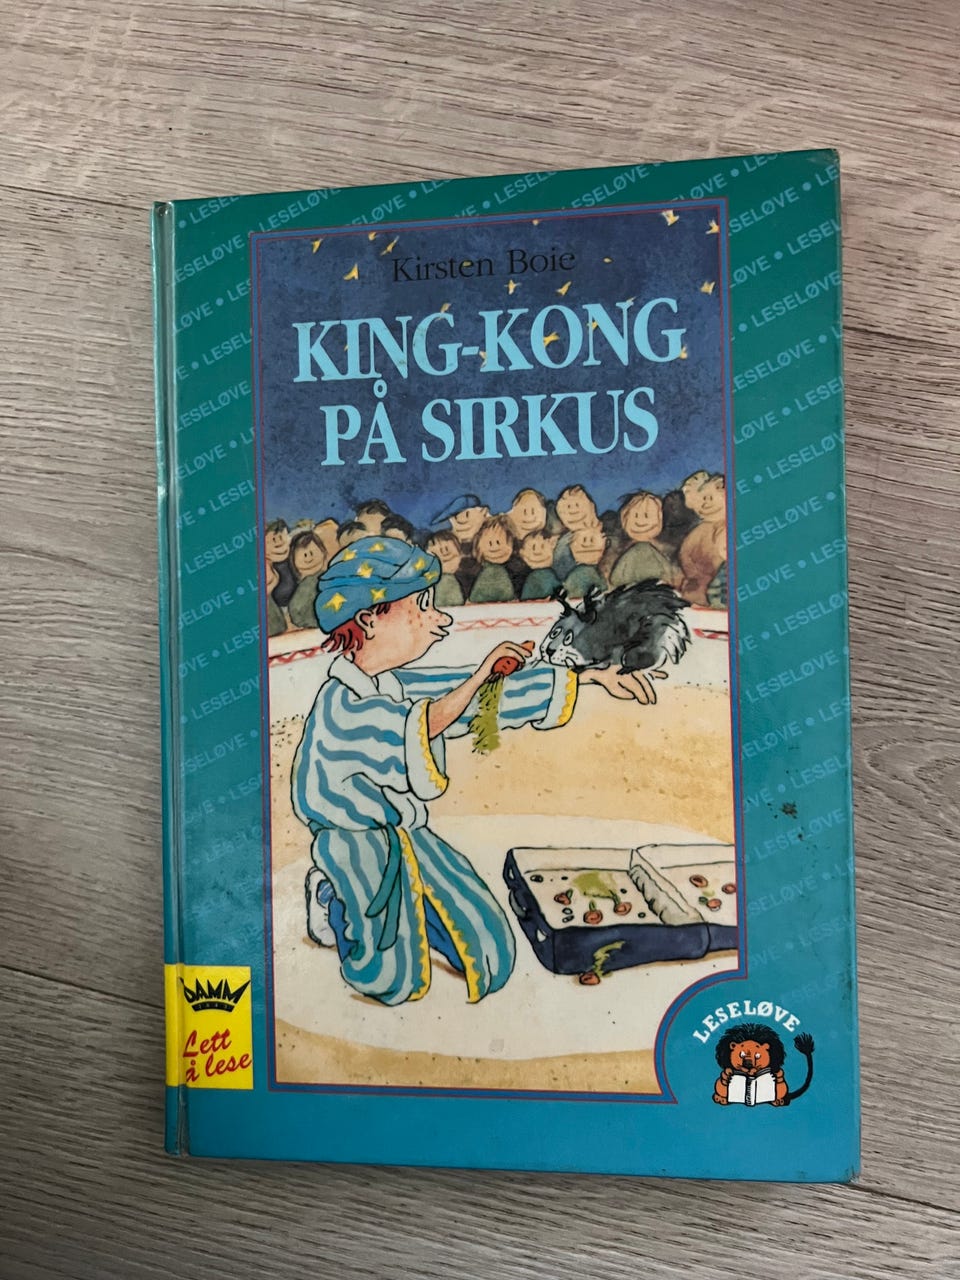 Kirsten Boie
KING-KONG
PÅ SIRKUS
DAMM
Lett
å lese
LESELØVE